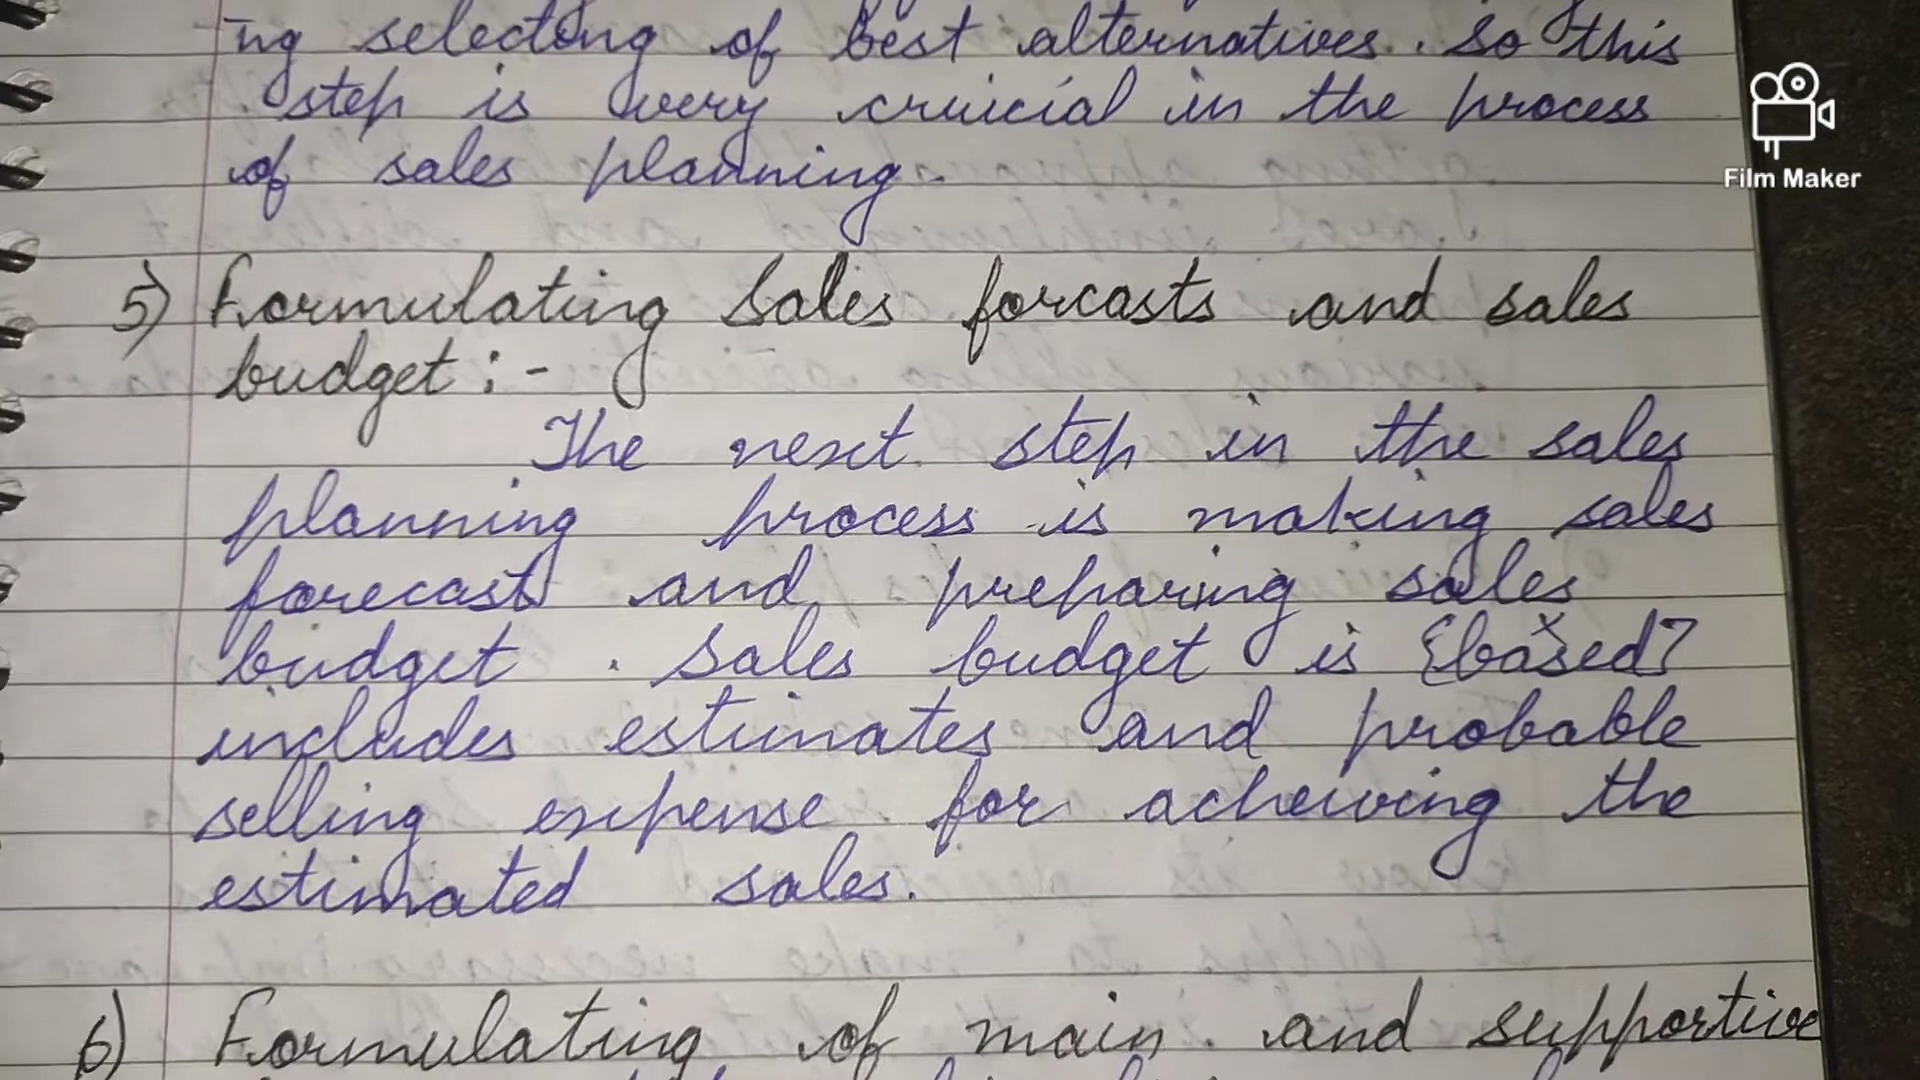 ng selecting of best alternatives. So this
step is very cruicial in the process
of sales planning.
5) Formulating Sales forcasts and sales
budget :-
The next step in the sales
planning process is making sales
forecast and preparing sales
budget. Sales budget is {based}
includes estimates and probable
selling expense for acheiving the
estimated sales.
6) Formulating of main and supportive
Film Maker